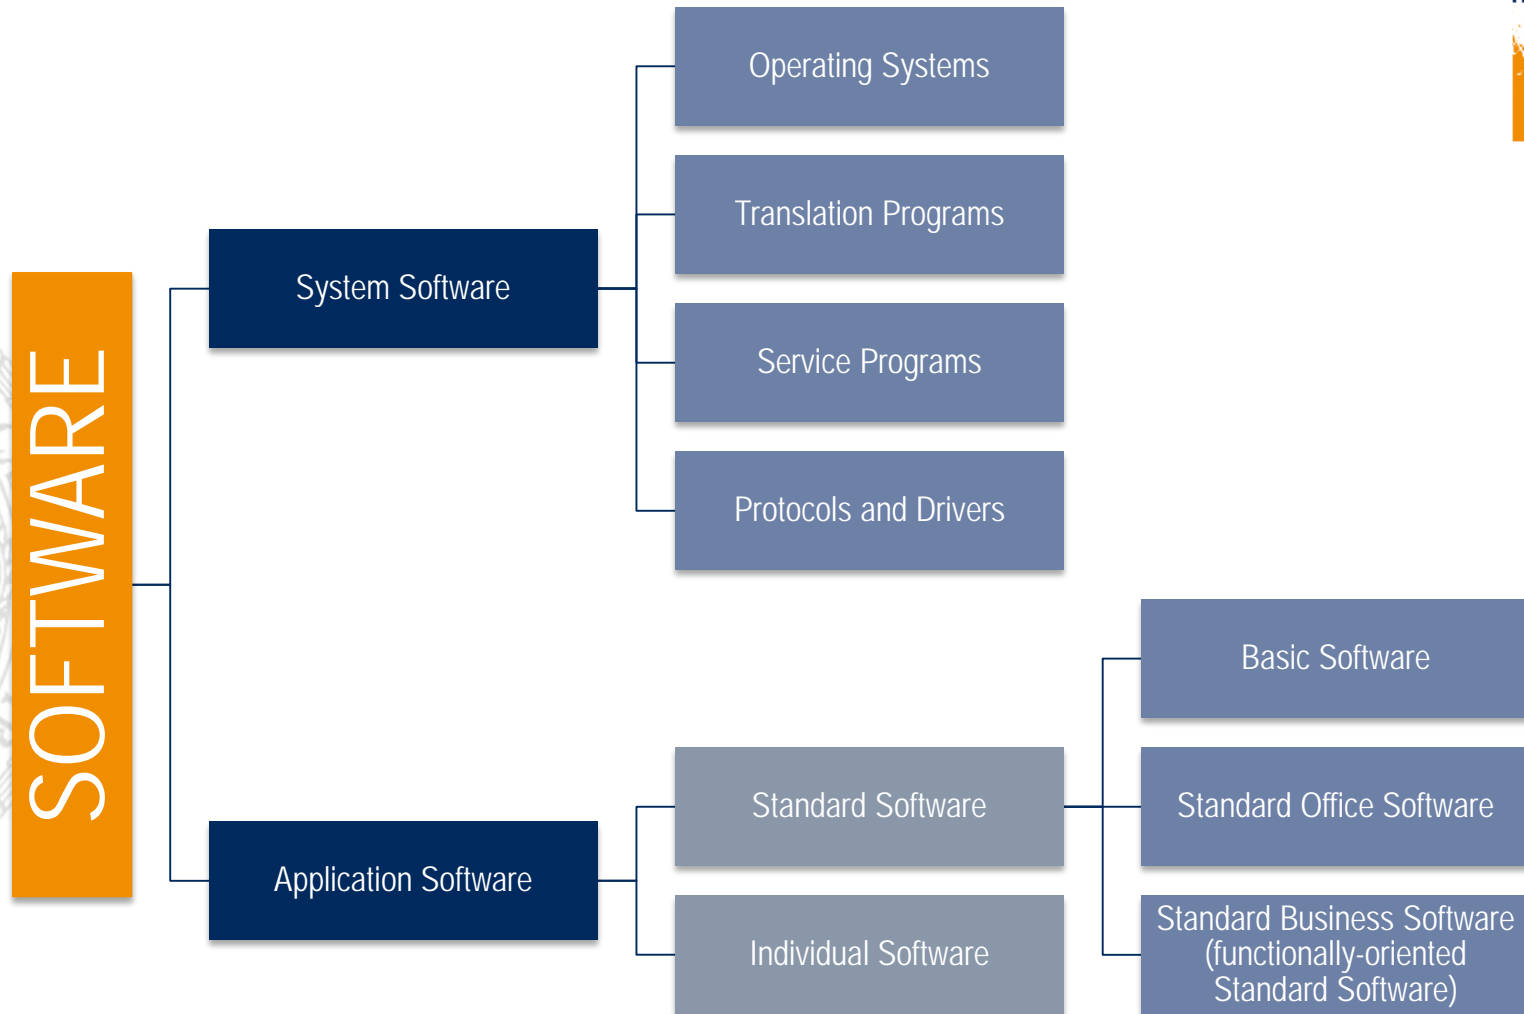 SOFTWARE
System Software
Operating Systems
Translation Programs
Service Programs
Protocols and Drivers
Application Software
Standard Software
Individual Software
Basic Software
Standard Office Software
Standard Business Software
(functionally-oriented
Standard Software)